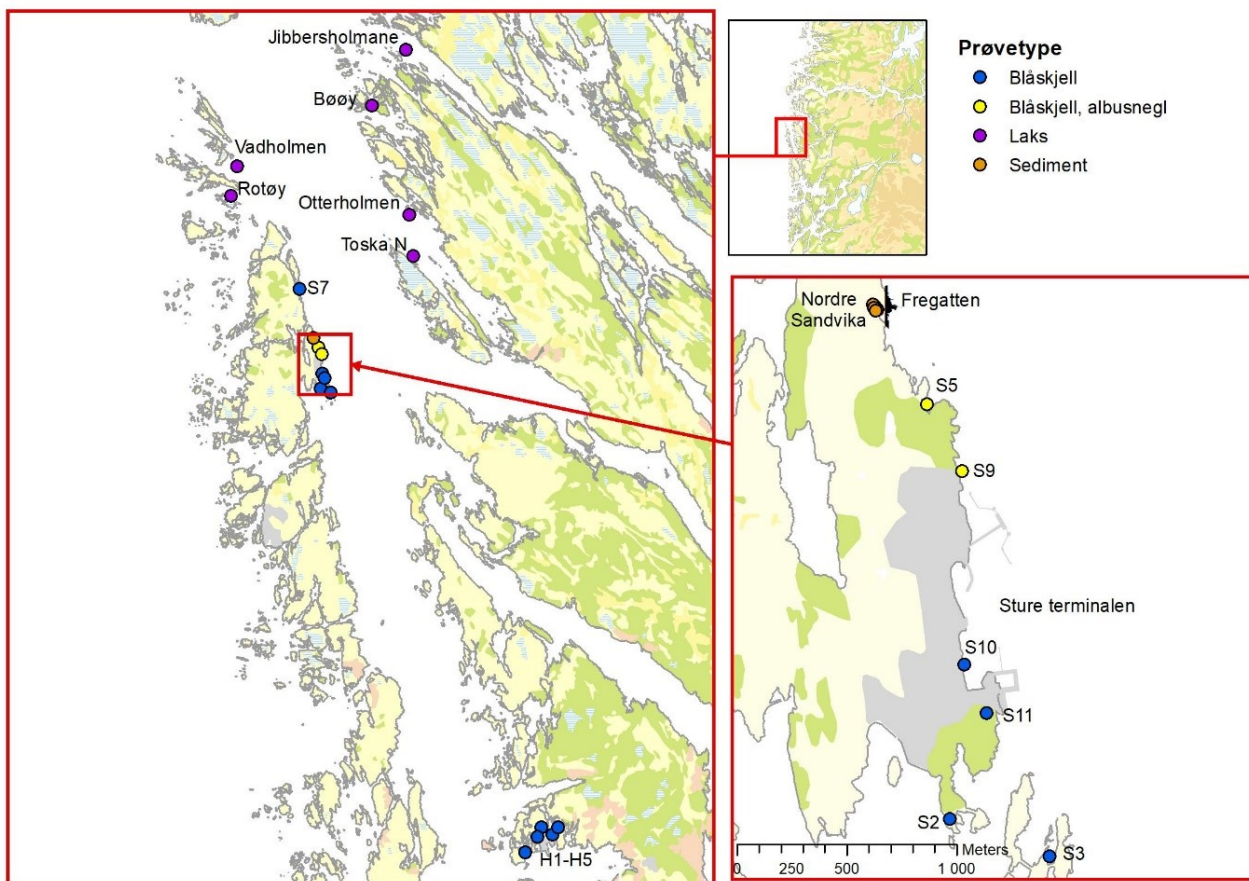 Jibbersholmane
Bøøy
Vadholmen
Rotøy
Otterholmen
Toska N
S7
H1-H5
Prøvetype
Blåskjell
Blåskjell, albusnegl
Laks
Sediment
Nordre
Sandvika
Fregatten
S5
S9
Sture terminalen
S10
S11
S2
S3
Meters
0 250 500 1 000